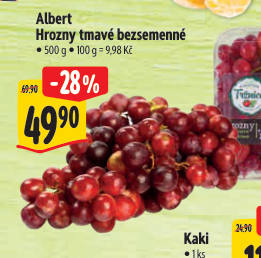 Albert
Hrozny tmavé bezsemenné
• 500 g • 100 g = 9,98 Kč
-28%
69.90
49 90
Tržnice
Kaki
• 1 ks
24.90